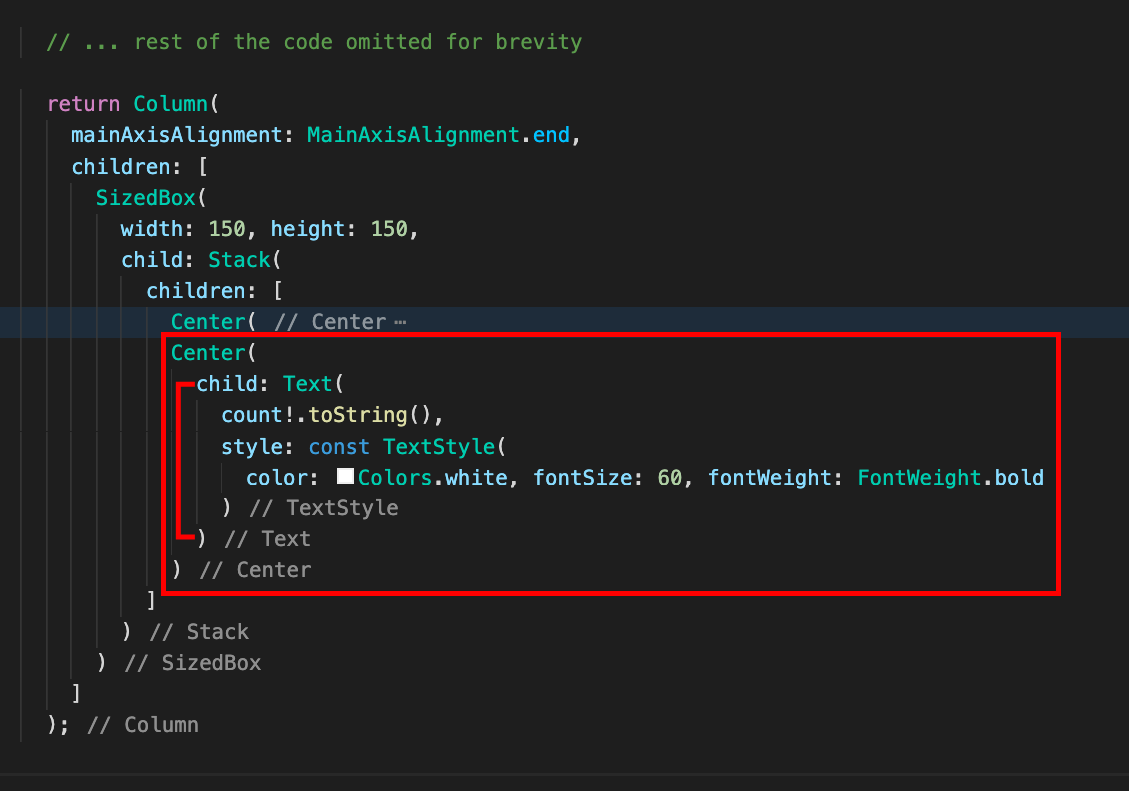 // ... rest of the code omitted for brevity
return Column(
mainAxisAlignment: MainAxisAlignment.end,
children: [
SizedBox(
width: 150, height: 150,
child: Stack(
children: [
Center( // Center ⋯
Center(
child: Text(
count!.toString(),
style: const TextStyle(
color: Colors.white, fontSize: 60, fontWeight: FontWeight.bold
) // TextStyle
) // Text
) // Center
]
) // Stack
) // SizedBox
]
); // Column